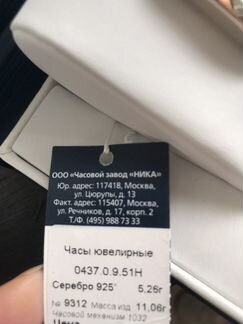 ООО «Часовой завод «НИКА»
Юр. адрес: 117418, Москва,
ул. Цюрупы, д. 13
Факт. адрес: 115407, Москва,
ул. Речников, д. 17, корп. 2
Т/Ф. (495) 988 73 33
Часы ювелирные
0437.0.9.51H
Серебро 925° 5.26г
№ 9312 Масса изд 11,06г
Часовой механизм 1032
Цена